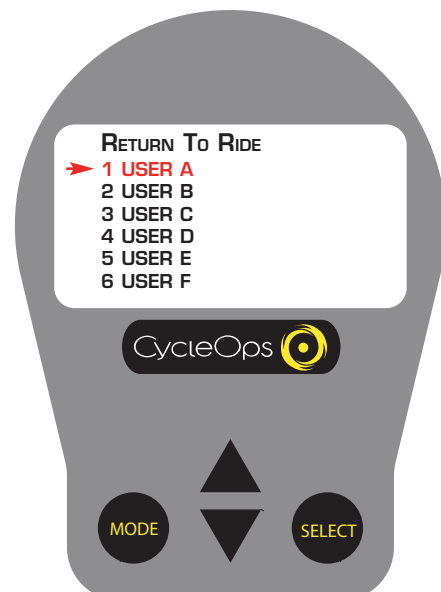 Return To Ride
1 USER A
2 USER B
3 USER C
4 USER D
5 USER E
6 USER F
CycleOps
MODE
SELECT